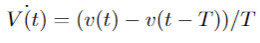 V̇(t) = (v(t) − v(t − T))/T